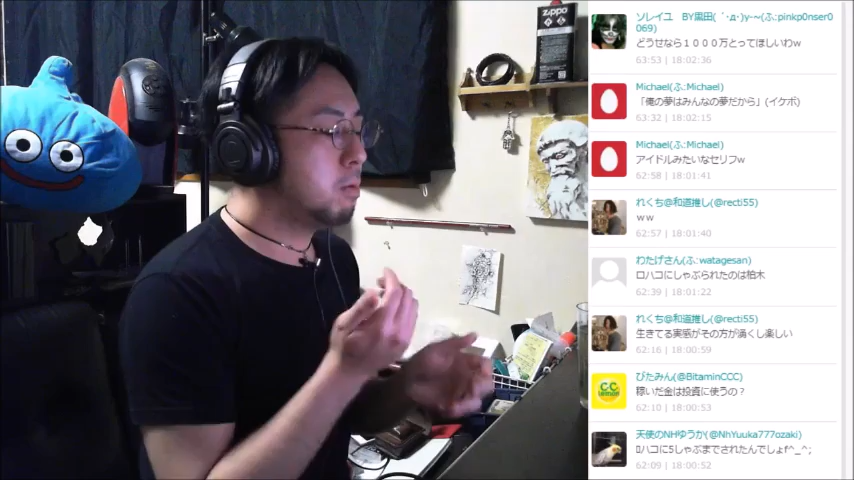 zippo
ソレイユ　BY黒田(｀･д･)y-~(ふ:pinkp0nser0
069)
どうせなら１０００万とってほしいわw
63:53 | 18:02:36
Michael(ふ:Michael)
「俺の夢はみんなの夢だから」(イケボ)
63:32 | 18:02:15
Michael(ふ:Michael)
アイドルみたいなセリフw
62:58 | 18:01:41
れくち@和道推し(@recti55)
ww
62:57 | 18:01:40
わたげさん(ふ:watagesan)
ロハコにしゃぶられたのは柏木
62:39 | 18:01:22
れくち@和道推し(@recti55)
生きてる実感がその方が湧くし楽しい
62:16 | 18:00:59
CC
lemon
びたみん(@BitaminCCC)
稼いだ金は投資に使うの？
62:10 | 18:00:53
天使のNHゆうか(@NhYuuka777ozaki)
ﾛハコに5しゃぶまでされたんでしょf^_^;
62:09 | 18:00:52